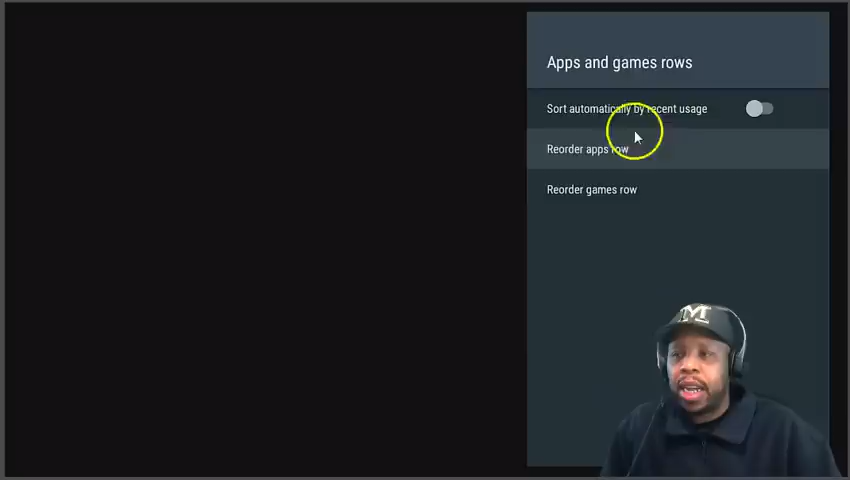 Apps and games rows
Sort automatically by recent usage
Reorder apps row
Reorder games row
M